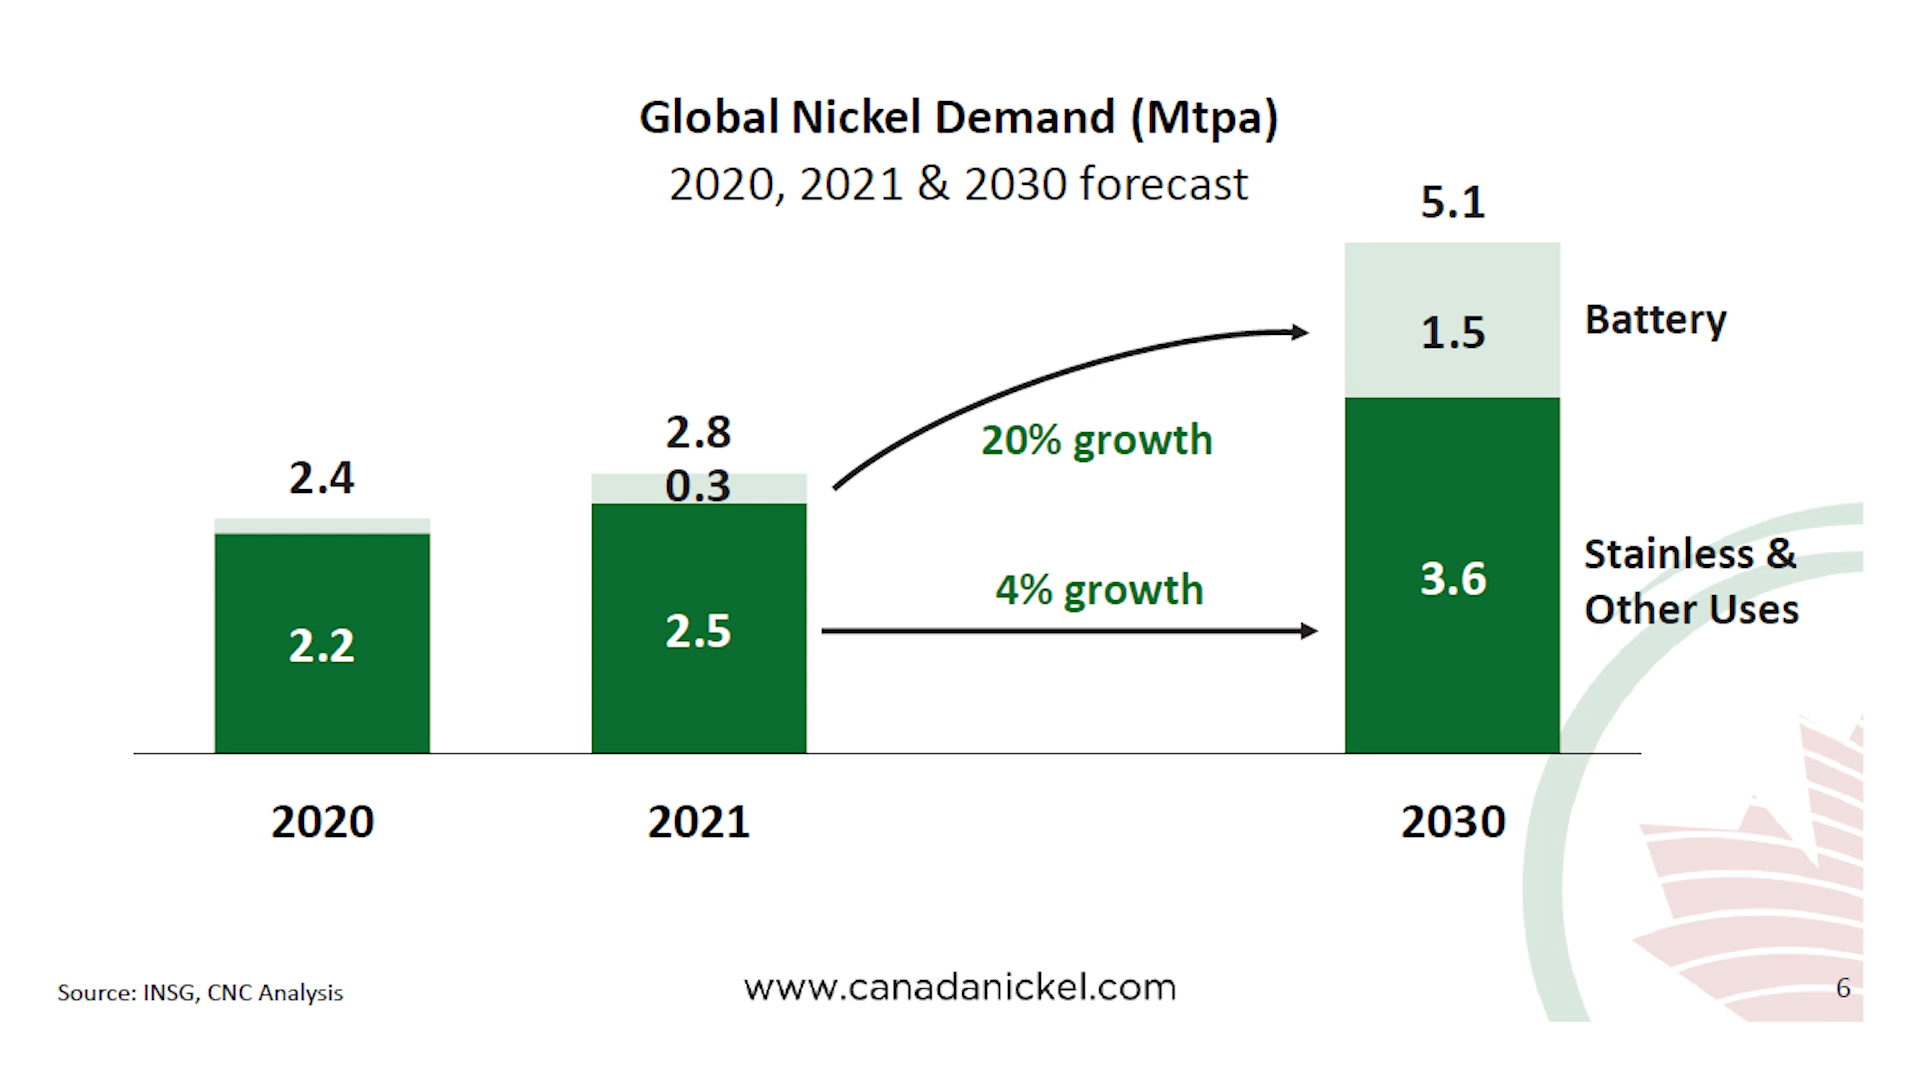 Global Nickel Demand (Mtpa)
2020, 2021 & 2030 forecast
5.1
1.5
Battery
20% growth
2.8
0.3
2.4
4% growth
Stainless &
Other Uses
3.6
2.5
2.2
2020
2021
2030
Source: INSG, CNC Analysis
www.canadanickel.com
6